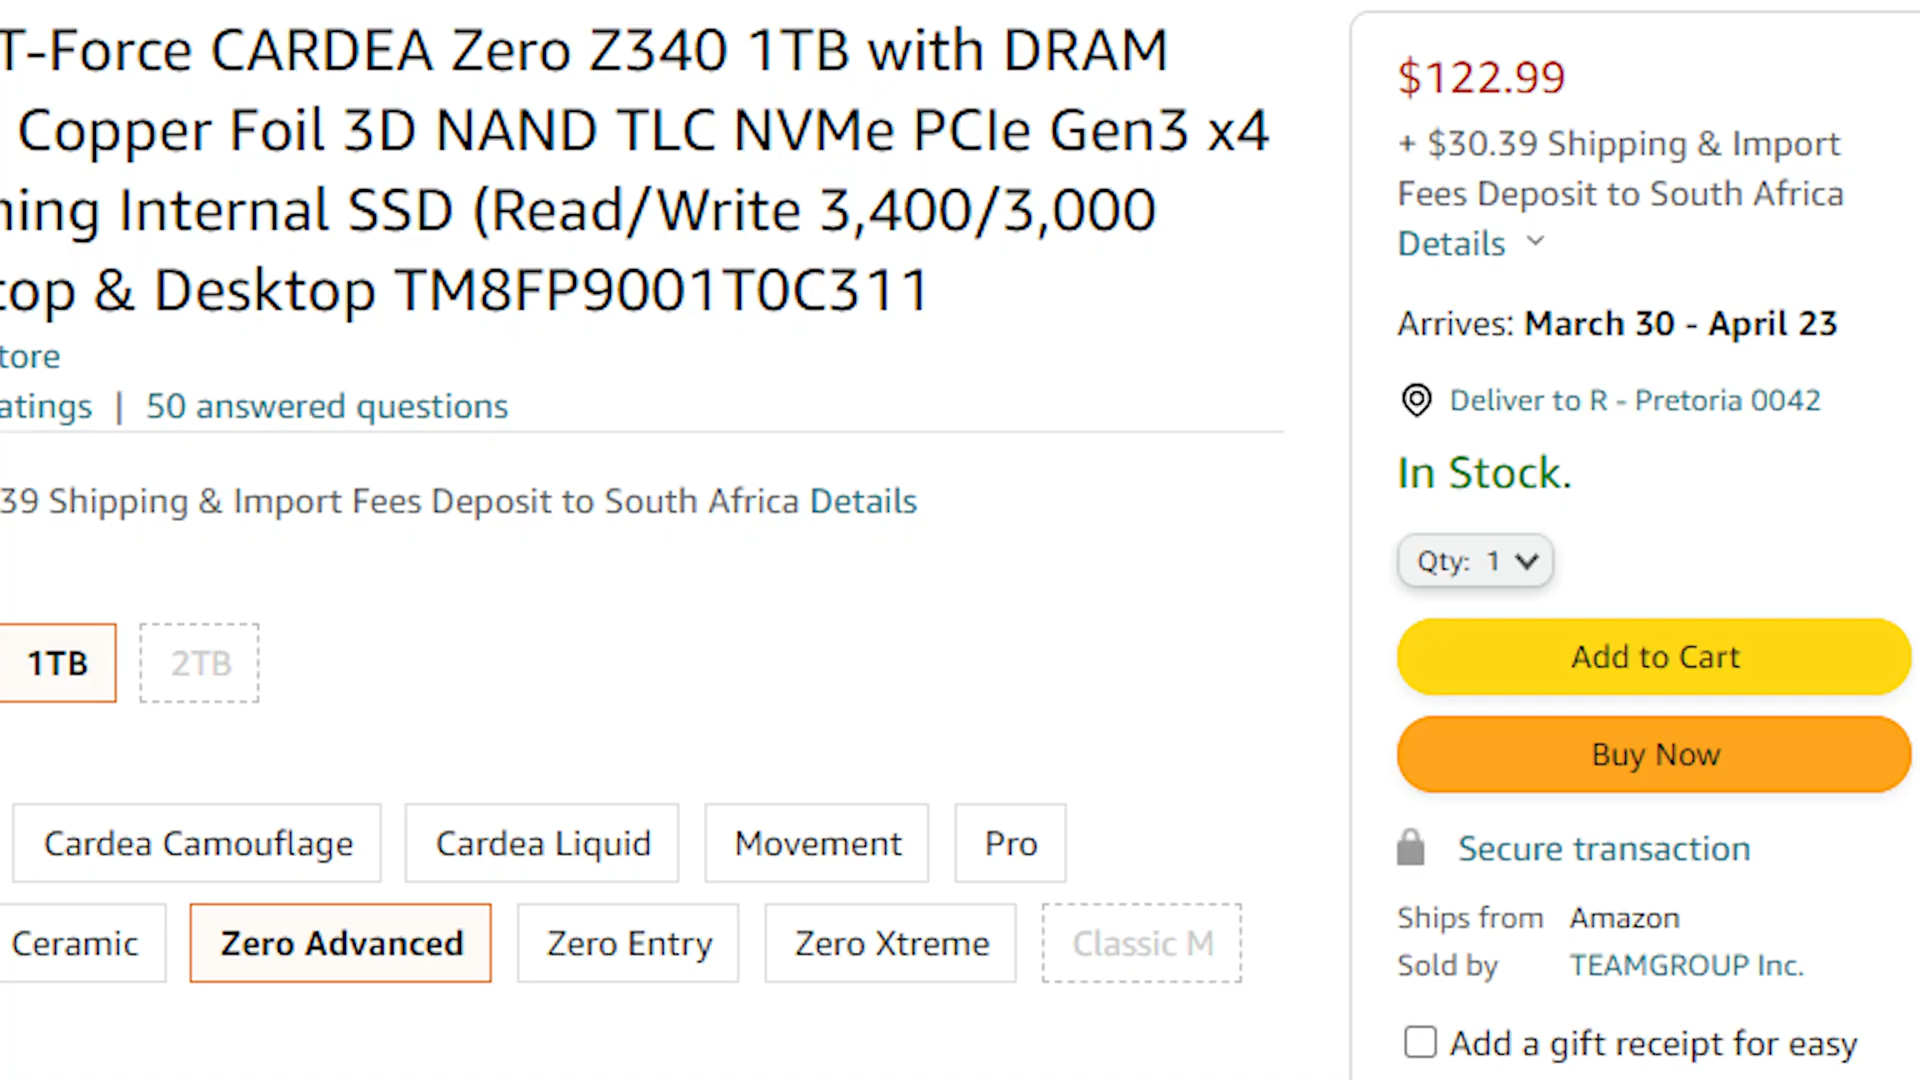 T-Force CARDEA Zero Z340 1TB with DRAM
Copper Foil 3D NAND TLC NVMe PCIe Gen3 x4
ning Internal SSD (Read/Write 3,400/3,000
top & Desktop TM8FP9001T0C311
tore
atings | 50 answered questions
39 Shipping & Import Fees Deposit to South Africa Details
1TB 2TB
Cardea Camouflage Cardea Liquid Movement Pro
Ceramic Zero Advanced Zero Entry Zero Xtreme Classic M
$122.99
+ $30.39 Shipping & Import
Fees Deposit to South Africa
Details
Arrives: March 30 - April 23
Deliver to R - Pretoria 0042
In Stock.
Qty: 1
Add to Cart
Buy Now
Secure transaction
Ships from Amazon
Sold by TEAMGROUP Inc.
Add a gift receipt for easy